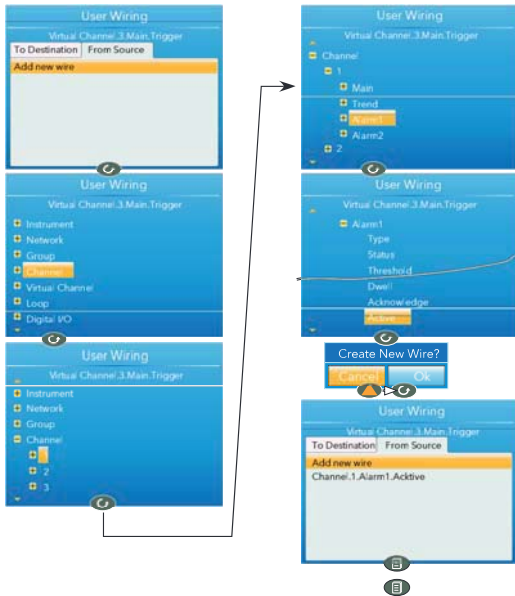 User Wiring
Virtual Channel.3.Main.Trigger
To Destination From Source
Add new wire
User Wiring
Virtual Channel.3.Main.Trigger
Instrument
Network
Group
Channel
Virtual Channel
Loop
Digital I/O
User Wiring
Virtual Channel.3.Main.Trigger
Instrument
Network
Group
Channel
1
2
3
User Wiring
Virtual Channel.3.Main.Trigger
Channel
1
Main
Trend
Alarm1
Alarm2
2
User Wiring
Virtual Channel.3.Main.Trigger
Alarm1
Type
Status
Threshold
Dwell
Acknowledge
Active
Create New Wire?
Cancel Ok
User Wiring
Virtual Channel.3.Main.Trigger
To Destination From Source
Add new wire
Channel.1.Alarm1.Acktive